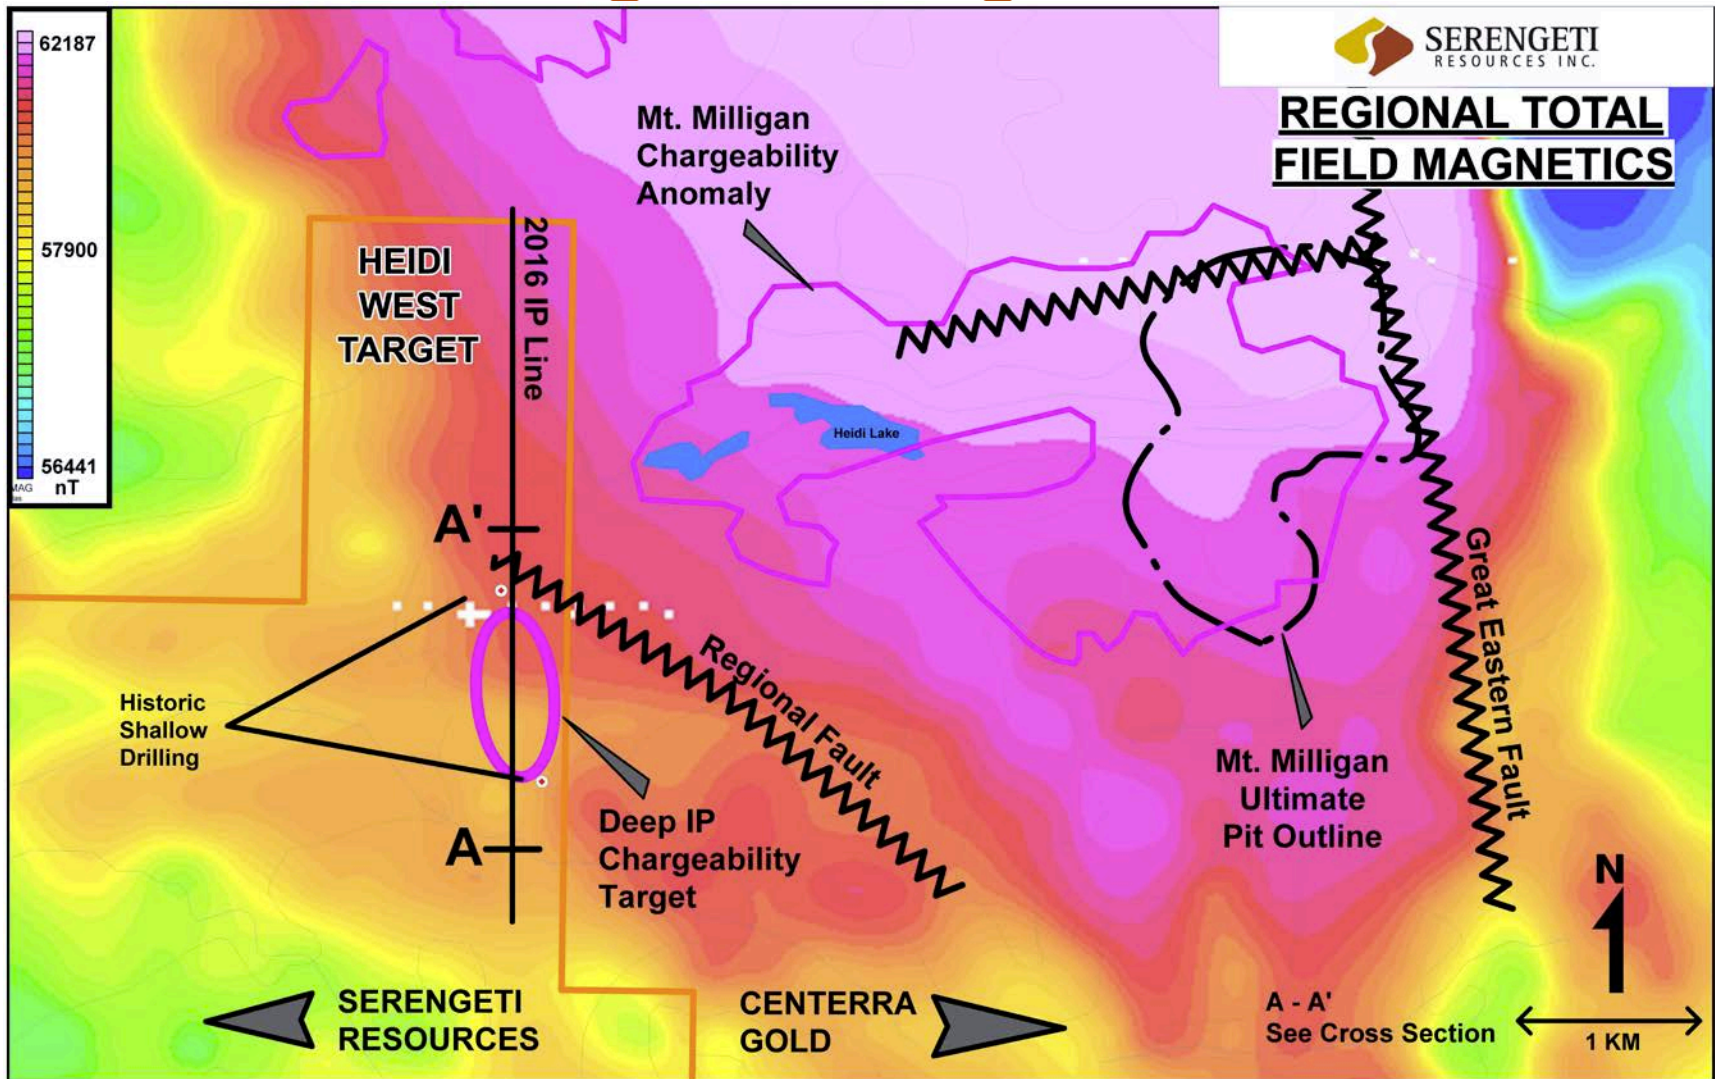 62187
57900
56441
MAG
nT
SERENGETI
RESOURCES INC.
REGIONAL TOTAL
FIELD MAGNETICS
Mt. Milligan
Chargeability
Anomaly
HEIDI
WEST
TARGET
2016 IP Line
Heidi Lake
A'
Great Eastern Fault
Regional Fault
Historic
Shallow
Drilling
Mt. Milligan
Ultimate
Pit Outline
Deep IP
Chargeability
Target
A
N
SERENGETI
RESOURCES
CENTERRA
GOLD
A - A'
See Cross Section
1 KM